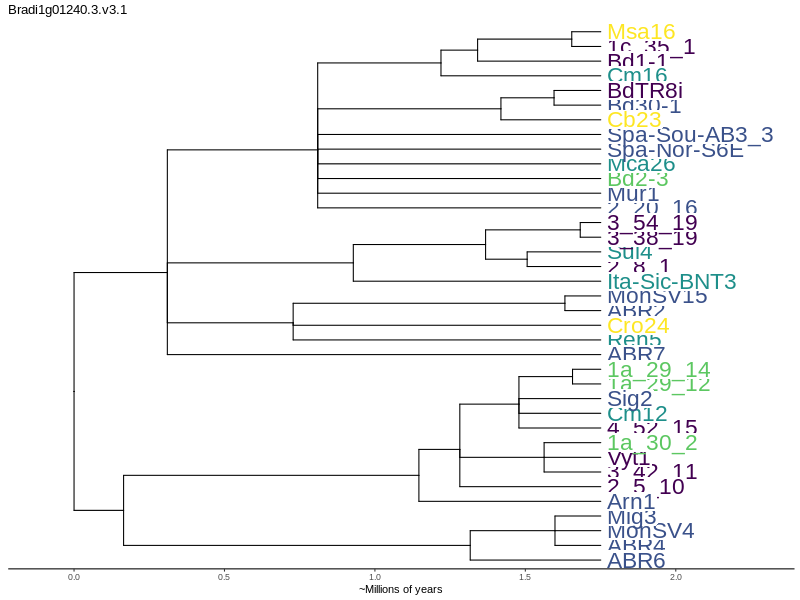 Bradi1g01240.3.v3.1
Msa16
1c_35_1
Bd1-1
Cm16
BdTR8i
Bd30-1
Cb23
Spa-Sou-AB3_3
Spa-Nor-S6E
Mca26
Bd2-3
Mur1
2_20_16
3_54_19
3_38_19
Sul4
2_8_1
Ita-Sic-BNT3
MonSV15
ABR2
Cro24
Ren5
ABR7
1a_29_14
1a_29_12
Sig2
Cm12
4_52_15
1a_30_2
Vyt1
3_42_11
2_5_10
Arn1
Mig3
MonSV4
ABR4
ABR6
0.0 0.5 1.0 1.5 2.0
~Millions of years